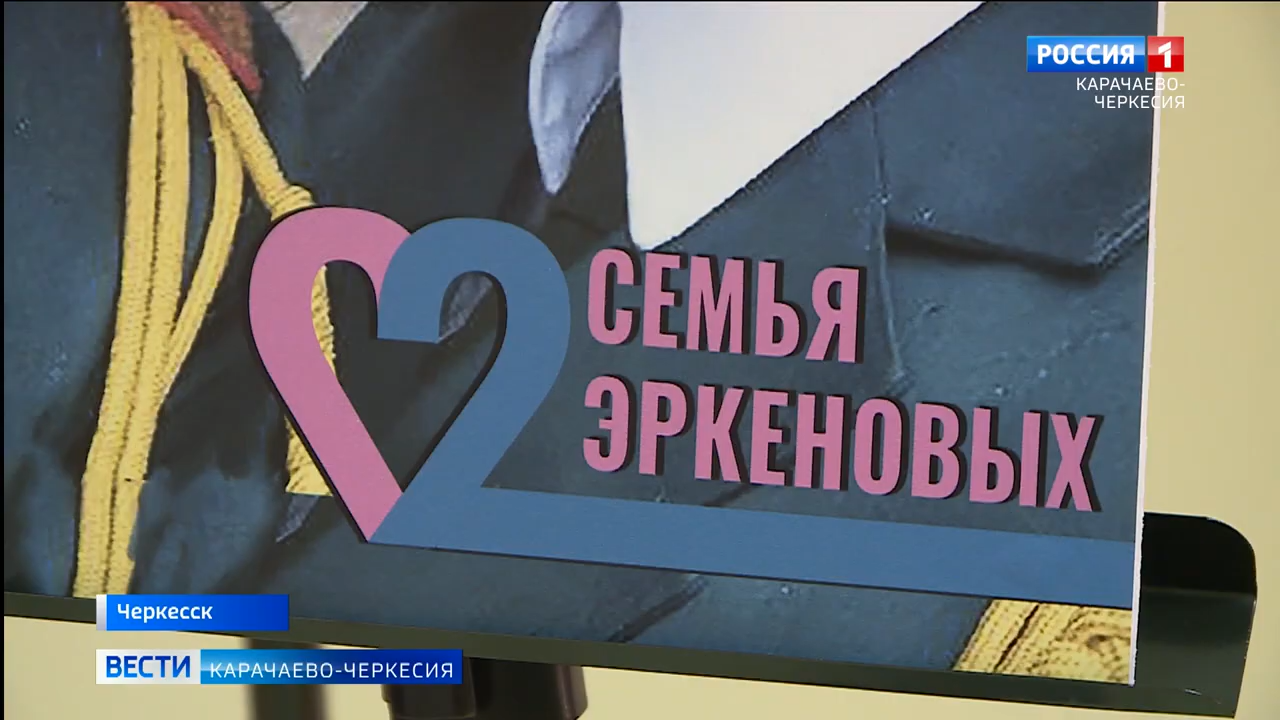 РОССИЯ 1
КАРАЧАЕВО-
ЧЕРКЕСИЯ
СЕМЬЯ
ЭРКЕНОВЫХ
Черкесск
ВЕСТИ КАРАЧАЕВО-ЧЕРКЕСИЯ